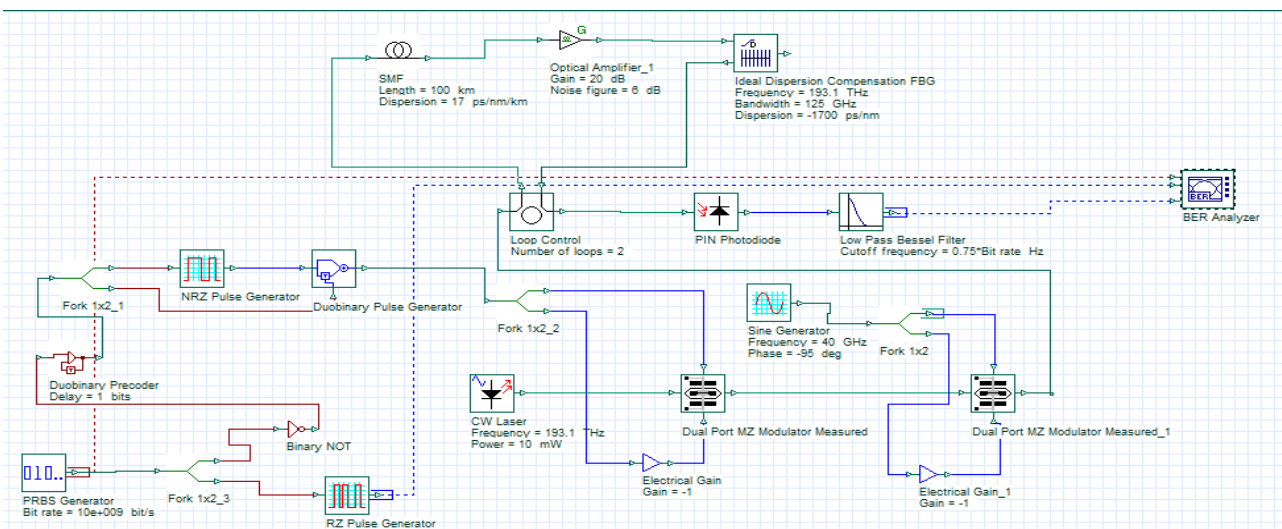 G
SMF
Length = 100 km
Dispersion = 17 ps/nm/km
Optical Amplifier_1
Gain = 20 dB
Noise figure = 6 dB
Ideal Dispersion Compensation FBG
Frequency = 193.1 THz
Bandwidth = 125 GHz
Dispersion = -1700 ps/nm
Loop Control
Number of loops = 2
PIN Photodiode
Low Pass Bessel Filter
Cutoff frequency = 0.75*Bit rate Hz
BER
BER Analyzer
Fork 1x2_1
NRZ Pulse Generator
T
Duobinary Pulse Generator
Fork 1x2_2
Sine Generator
Frequency = 40 GHz
Phase = -95 deg
Fork 1x2
T
Duobinary Precoder
Delay = 1 bits
CW Laser
Frequency = 193.1 THz
Power = 10 mW
Dual Port MZ Modulator Measured
Dual Port MZ Modulator Measured_1
Binary NOT
010..
PRBS Generator
Bit rate = 10e+009 bit/s
Fork 1x2_3
RZ Pulse Generator
Electrical Gain
Gain = -1
Electrical Gain_1
Gain = -1